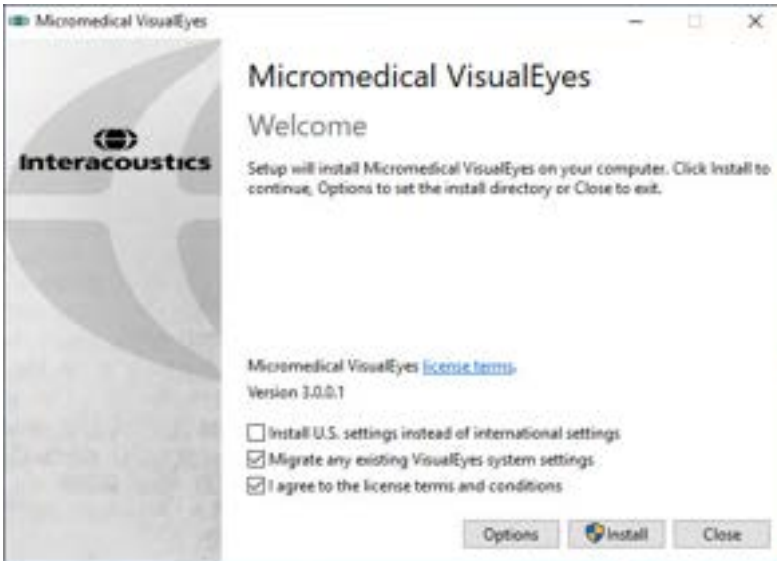 Micromedical VisualEyes
Interacoustics
Micromedical VisualEyes
Welcome
Setup will install Micromedical VisualEyes on your computer. Click Install to
continue, Options to set the install directory or Close to exit.
Micromedical VisualEyes license terms.
Version 3.0.0.1
Install U.S. settings instead of international settings
Migrate any existing VisualEyes system settings
I agree to the license terms and conditions
Options Install Close